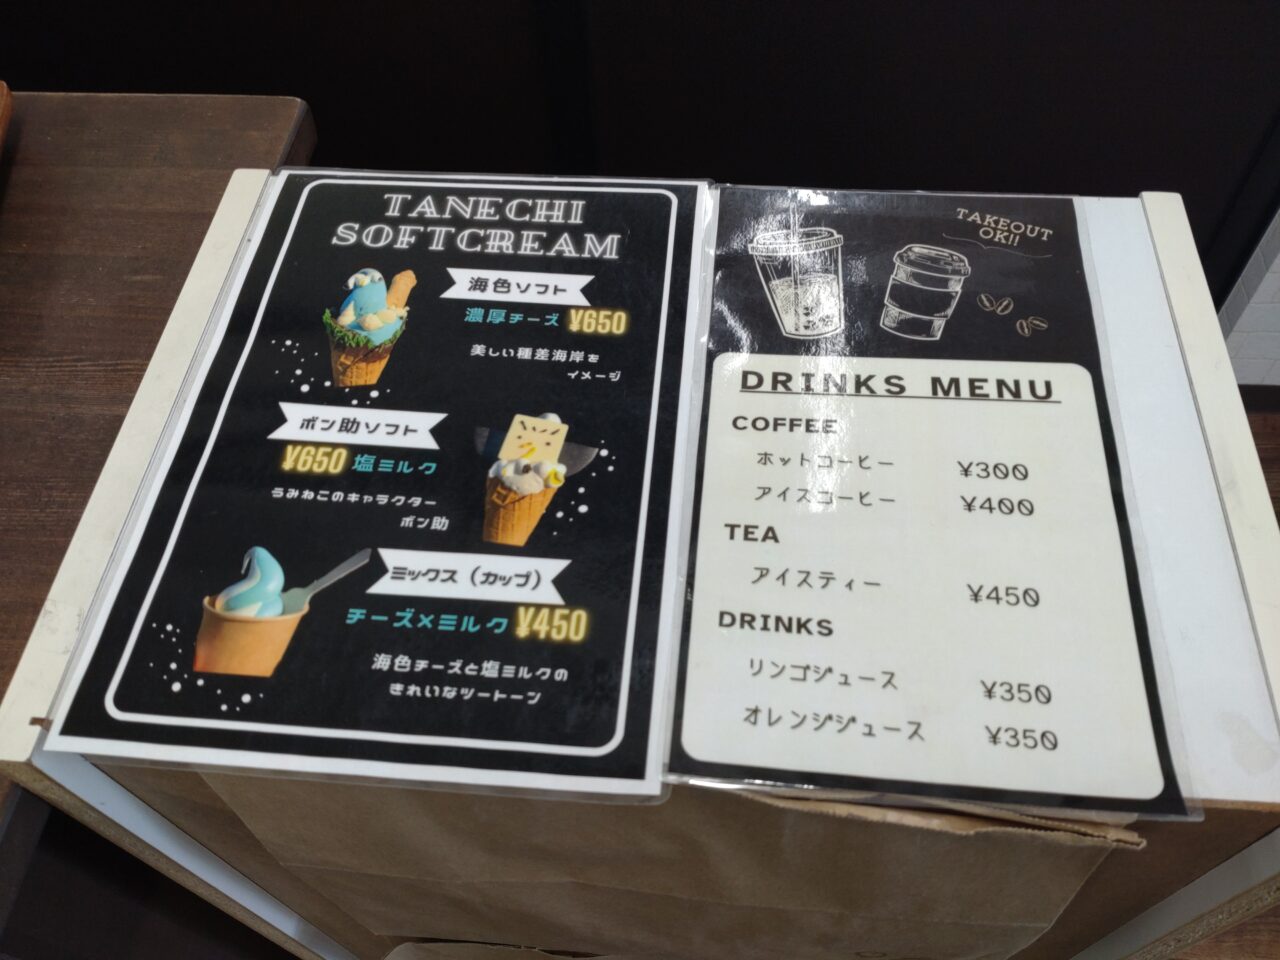 TANECHI
SOFTCREAM
海色ソフト
濃厚チーズ ¥650
美しい種差海岸を
イメージ
ボン助ソフト
¥650 塩ミルク
うみねこのキャラクター
ボン助
ミックス（カップ）
チーズ×ミルク ¥450
海色チーズと塩ミルクの
きれいなツートーン
TAKEOUT
OK!!
DRINKS MENU
COFFEE
ホットコーヒー ¥300
アイスコーヒー ¥400
TEA
アイスティー ¥450
DRINKS
リンゴジュース ¥350
オレンジジュース ¥350